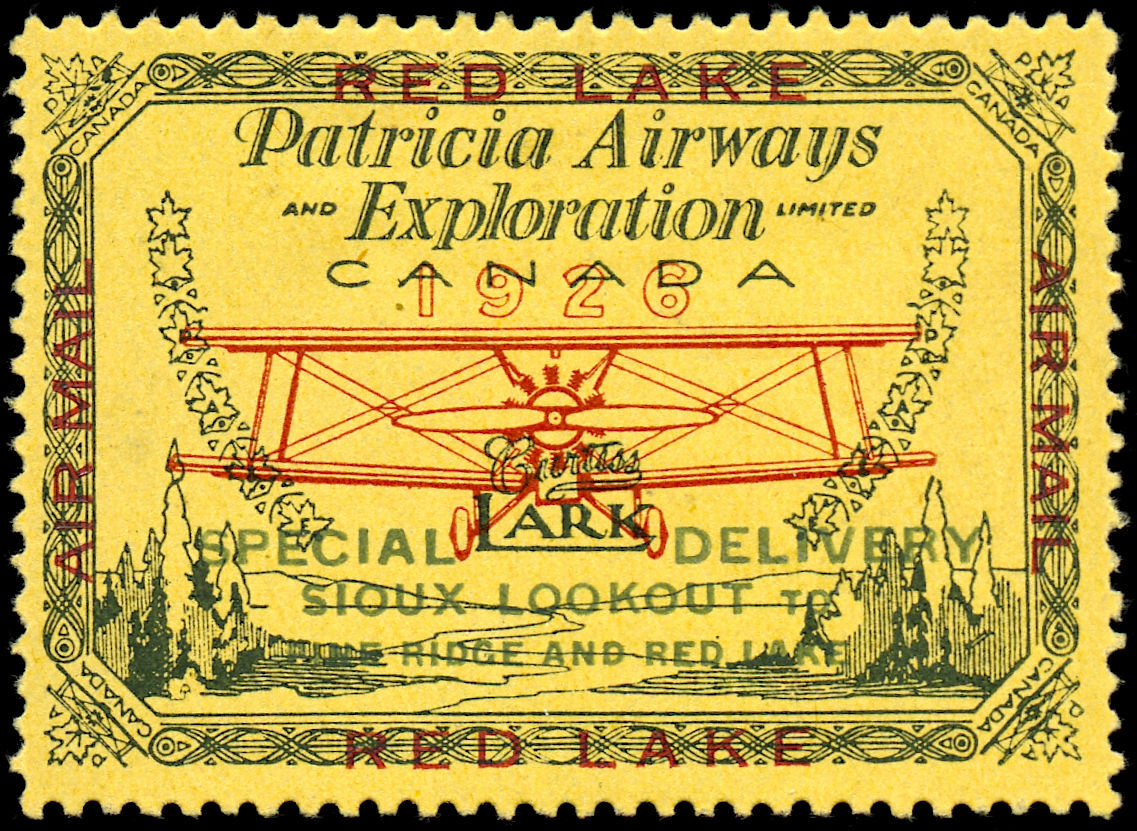 RED LAKE
CANADA
CANADA
Patricia Airways
AND Exploration LIMITED
CANADA
1926
AIR MAIL
AIR MAIL
Curtiss
LARK
SPECIAL DELIVERY
SIOUX LOOKOUT TO
PINE RIDGE AND RED LAKE
CANADA
CANADA
RED LAKE